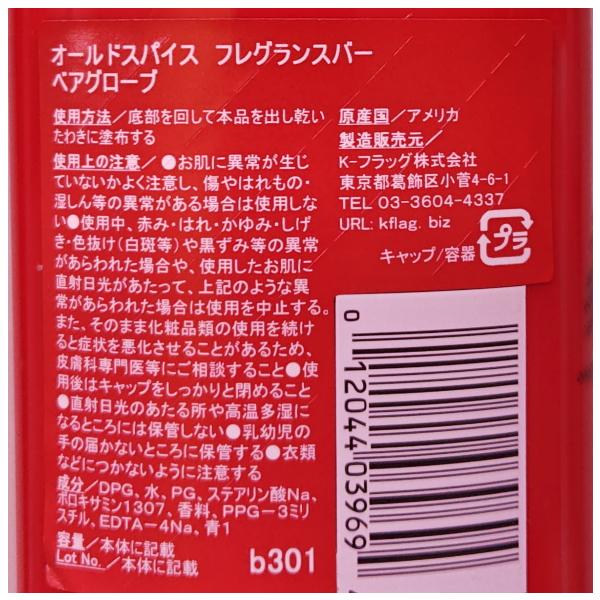 オールドスパイス フレグランスバー
ベアグローブ
使用方法／底部を回して本品を出し乾い
たわきに塗布する
使用上の注意／●お肌に異常が生じ
ていないかよく注意し、傷やはれもの・
湿しん等の異常がある場合は使用しな
い●使用中、赤み・はれ・かゆみ・しげ
き・色抜け(白斑等)や黒ずみ等の異常
があらわれた場合や、使用したお肌に
直射日光があたって、上記のような異
常があらわれた場合は使用を中止する。
また、そのまま化粧品類の使用を続け
ると症状を悪化させることがあるため、
皮膚科専門医等にご相談すること●使
用後はキャップをしっかりと閉めること
●直射日光のあたる所や高温多湿に
なるところには保管しない●乳幼児の
手の届かないところに保管する●衣類
などにつかないように注意する
成分／DPG、水、PG、ステアリン酸Na、
ポロキサミン1307、香料、PPG-3ミリ
スチル、EDTA-4Na、青1
容量／本体に記載
Lot No.／本体に記載
b301
原産国／アメリカ
製造販売元／
K-フラッグ株式会社
東京都葛飾区小菅4-6-1
TEL 03-3604-4337
URL: kflag. biz
プラ
キャップ/容器
0 12044 03969